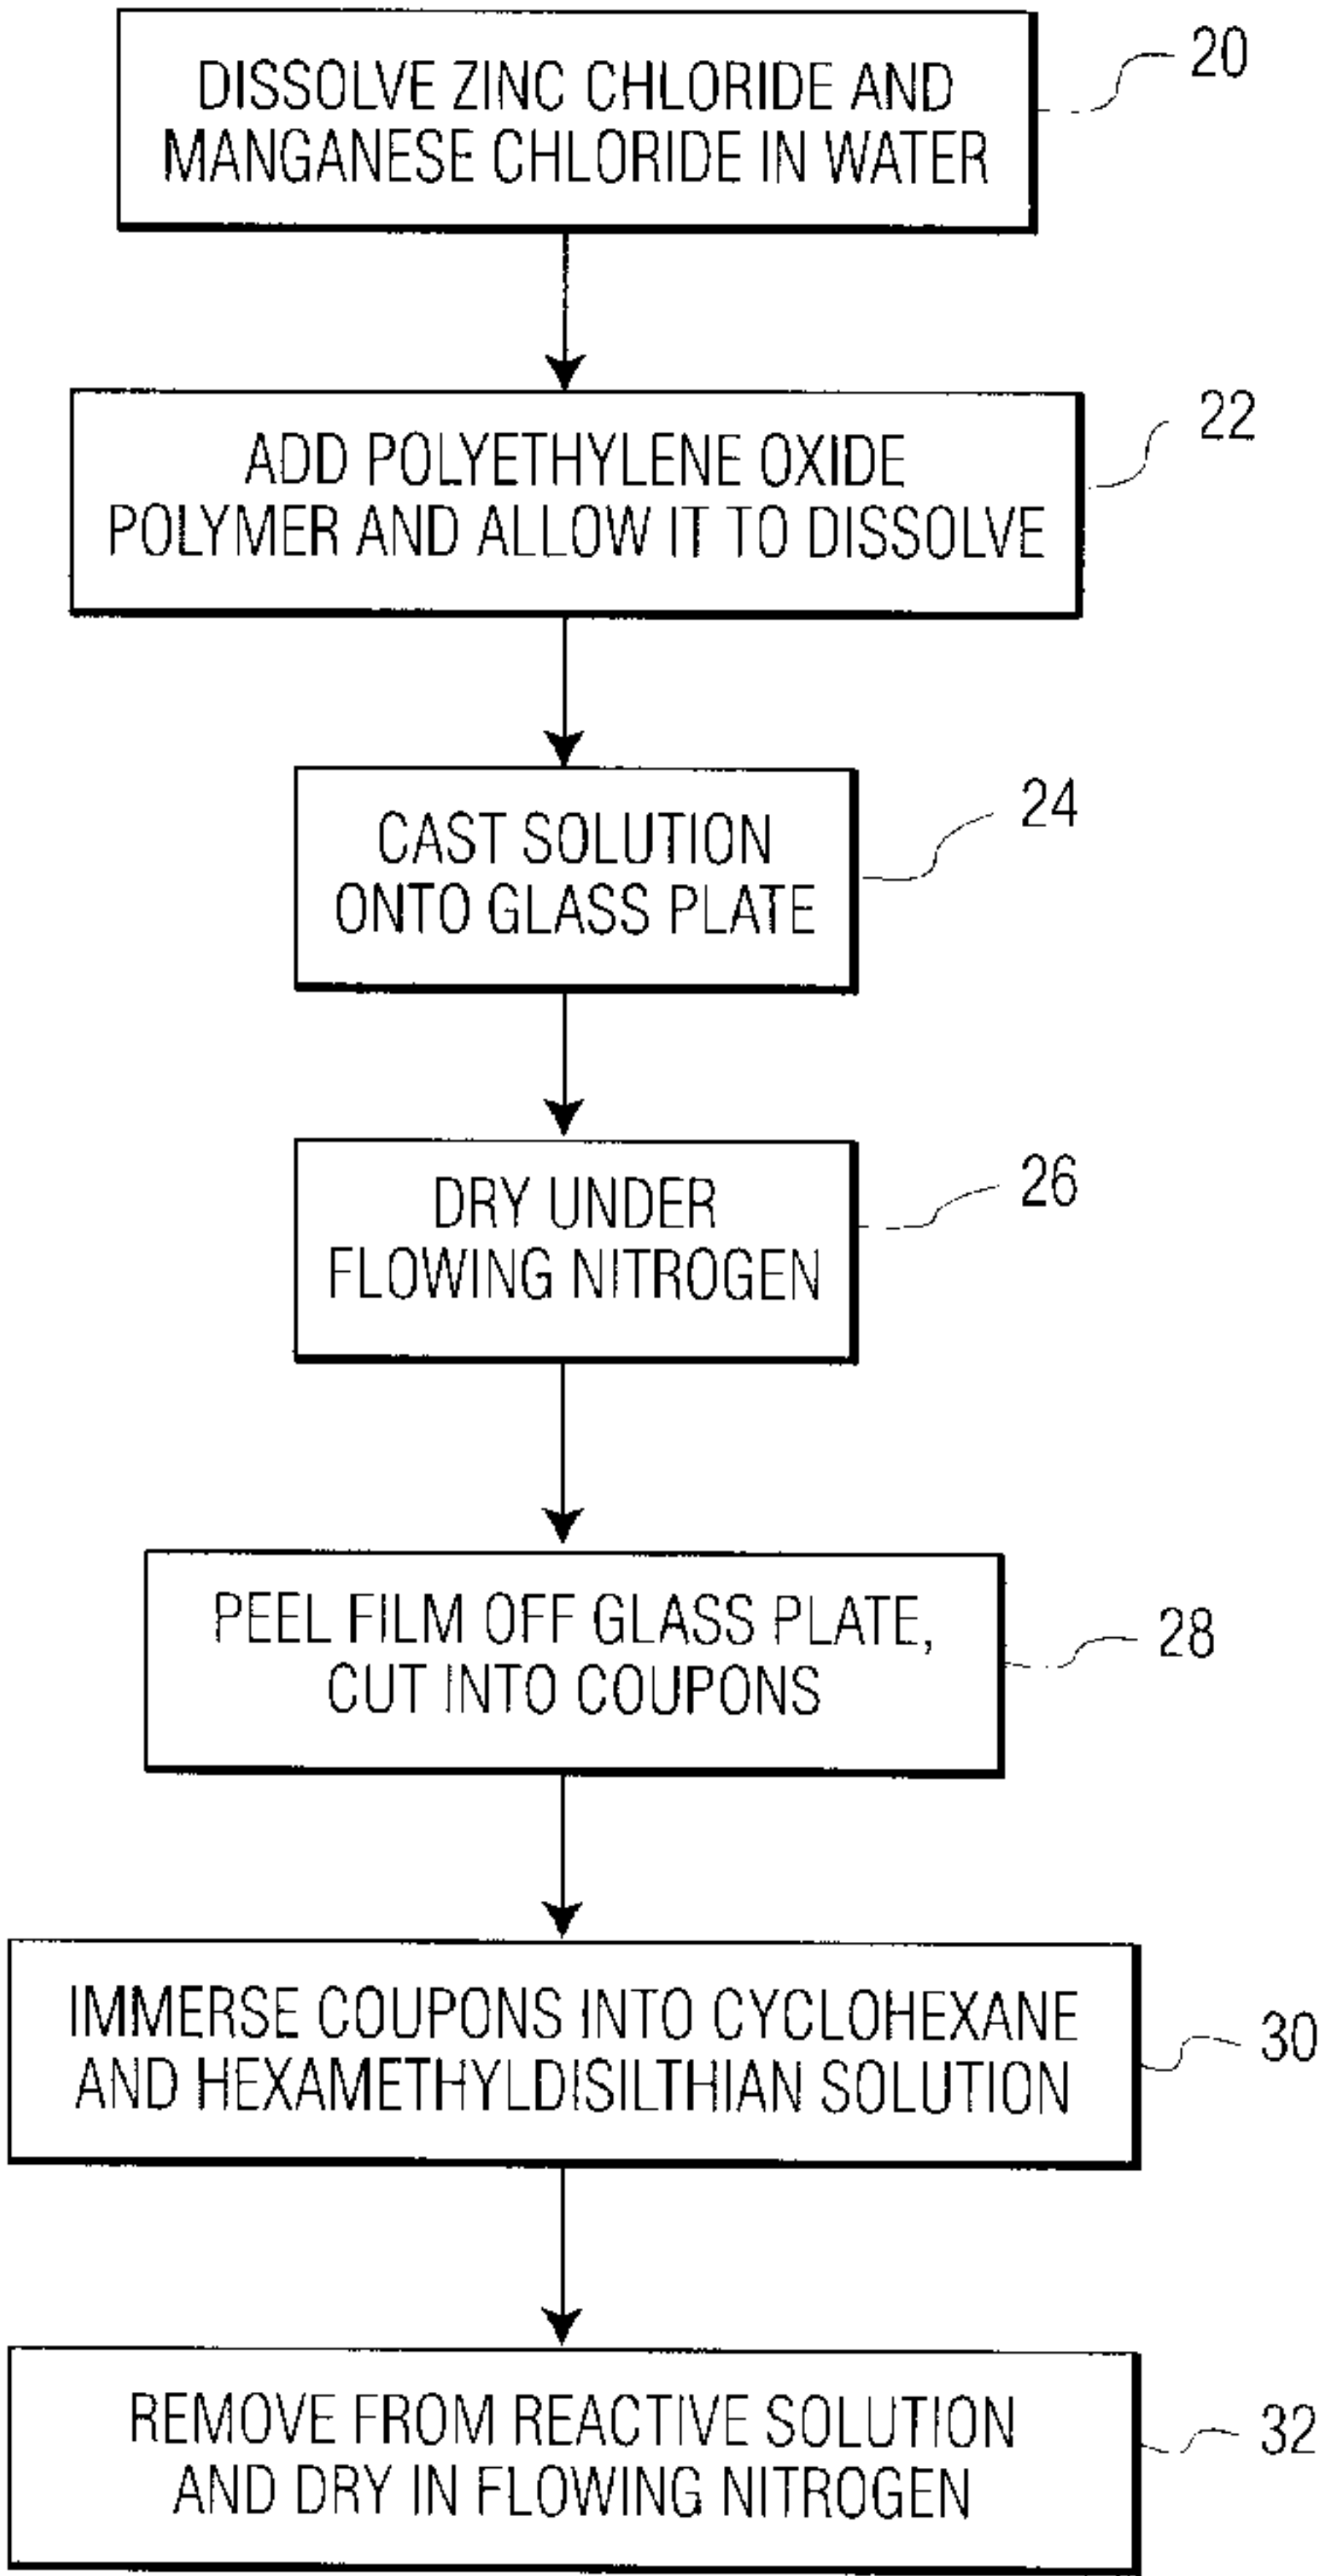 DISSOLVE ZINC CHLORIDE AND
MANGANESE CHLORIDE IN WATER
20
ADD POLYETHYLENE OXIDE
POLYMER AND ALLOW IT TO DISSOLVE
22
CAST SOLUTION
ONTO GLASS PLATE
24
DRY UNDER
FLOWING NITROGEN
26
PEEL FILM OFF GLASS PLATE,
CUT INTO COUPONS
28
IMMERSE COUPONS INTO CYCLOHEXANE
AND HEXAMETHYLDISILTHIAN SOLUTION
30
REMOVE FROM REACTIVE SOLUTION
AND DRY IN FLOWING NITROGEN
32